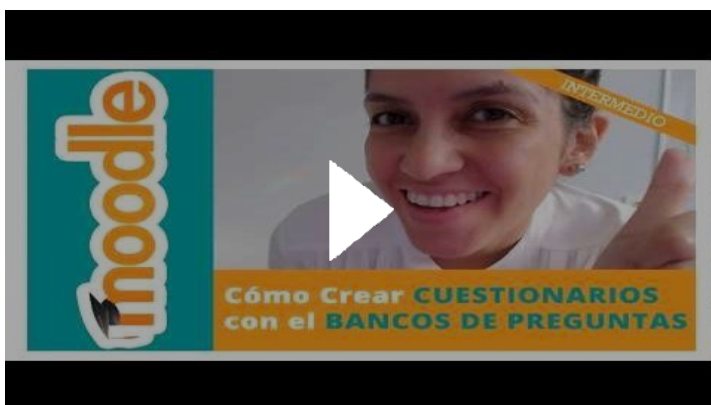 moodle
INTERMEDIO
Cómo Crear CUESTIONARIOS
con el BANCOS DE PREGUNTAS